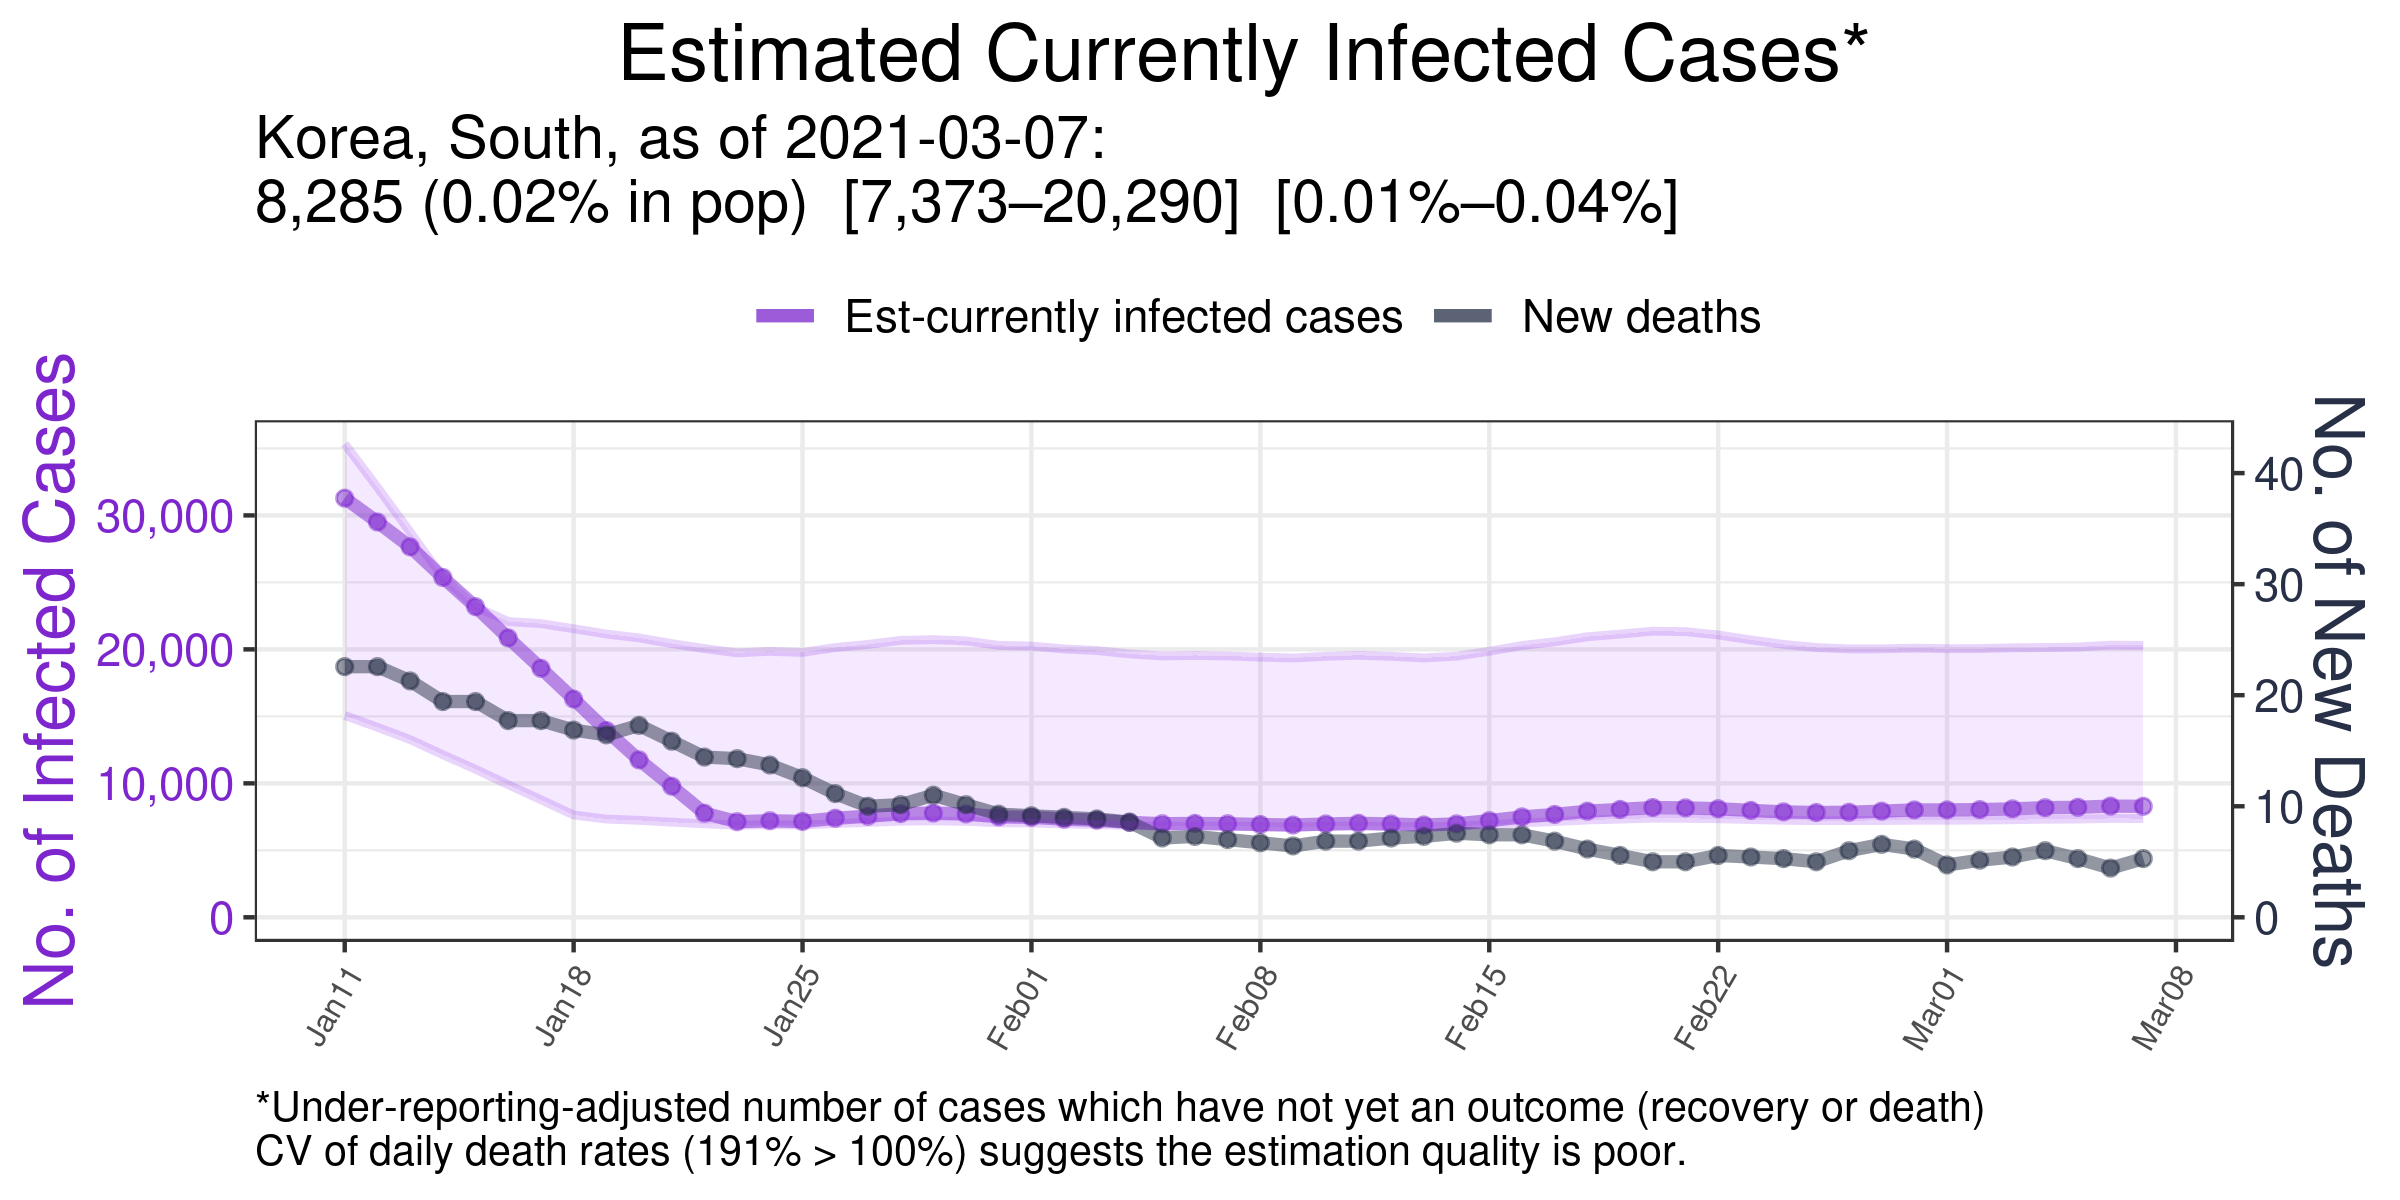 Estimated Currently Infected Cases*
Korea, South, as of 2021-03-07:
8,285 (0.02% in pop)  [7,373–20,290]  [0.01%–0.04%]
Est-currently infected cases
New deaths
No. of Infected Cases
30,000
20,000
10,000
0
40
30
20
10
0
No. of New Deaths
Jan11
Jan18
Jan25
Feb01
Feb08
Feb15
Feb22
Mar01
Mar08
*Under-reporting-adjusted number of cases which have not yet an outcome (recovery or death)
CV of daily death rates (191% > 100%) suggests the estimation quality is poor.